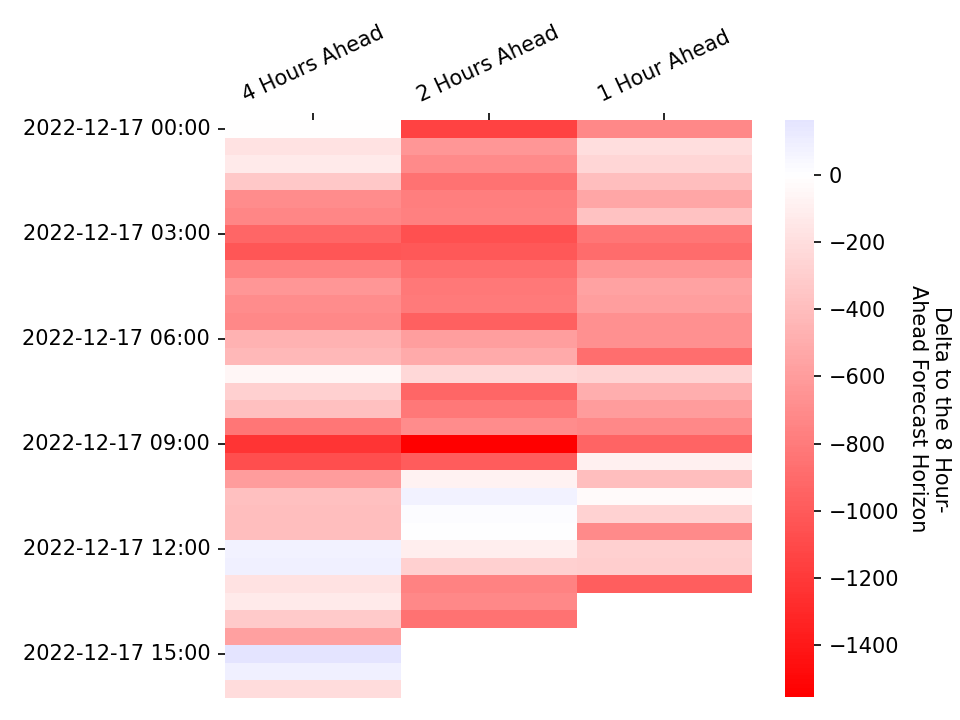 4 Hours Ahead
2 Hours Ahead
1 Hour Ahead
2022-12-17 00:00
2022-12-17 03:00
2022-12-17 06:00
2022-12-17 09:00
2022-12-17 12:00
2022-12-17 15:00
0
−200
−400
−600
−800
−1000
−1200
−1400
Delta to the 8 Hour-
Ahead Forecast Horizon